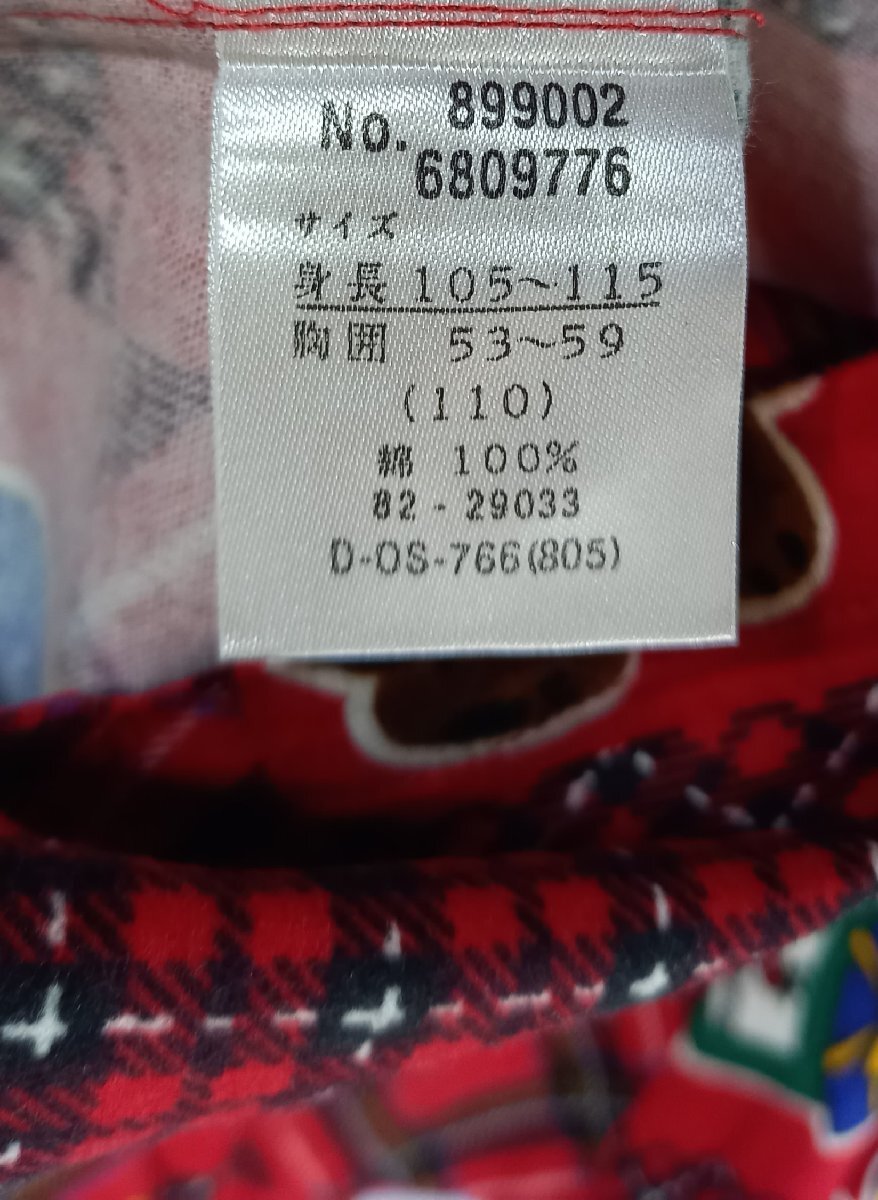 No. 899002
6809776
サイズ
身長 105~115
胸囲 53~59
(110)
綿 100%
82 - 29033
D-OS-766(805)